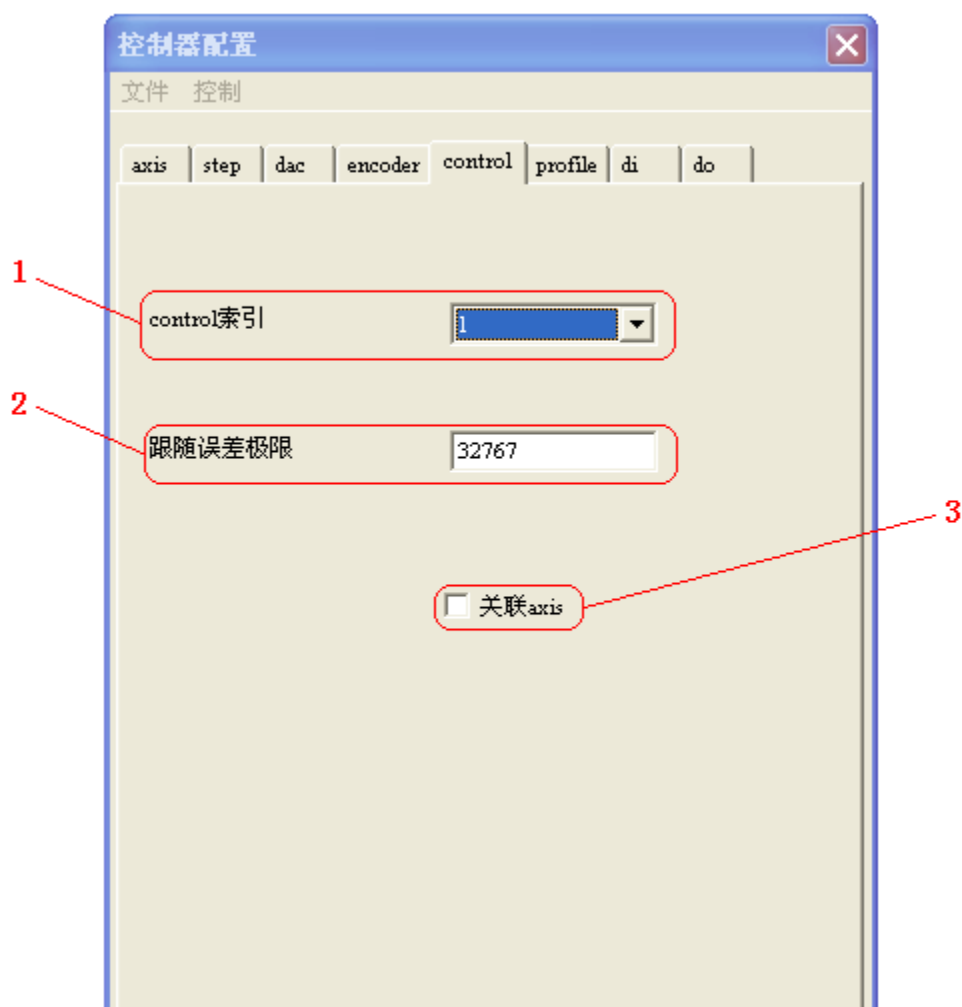 控制器配置
文件 控制
axis step dac encoder control profile di do
1
control索引 1
2
跟随误差极限 32767
3
关联axis